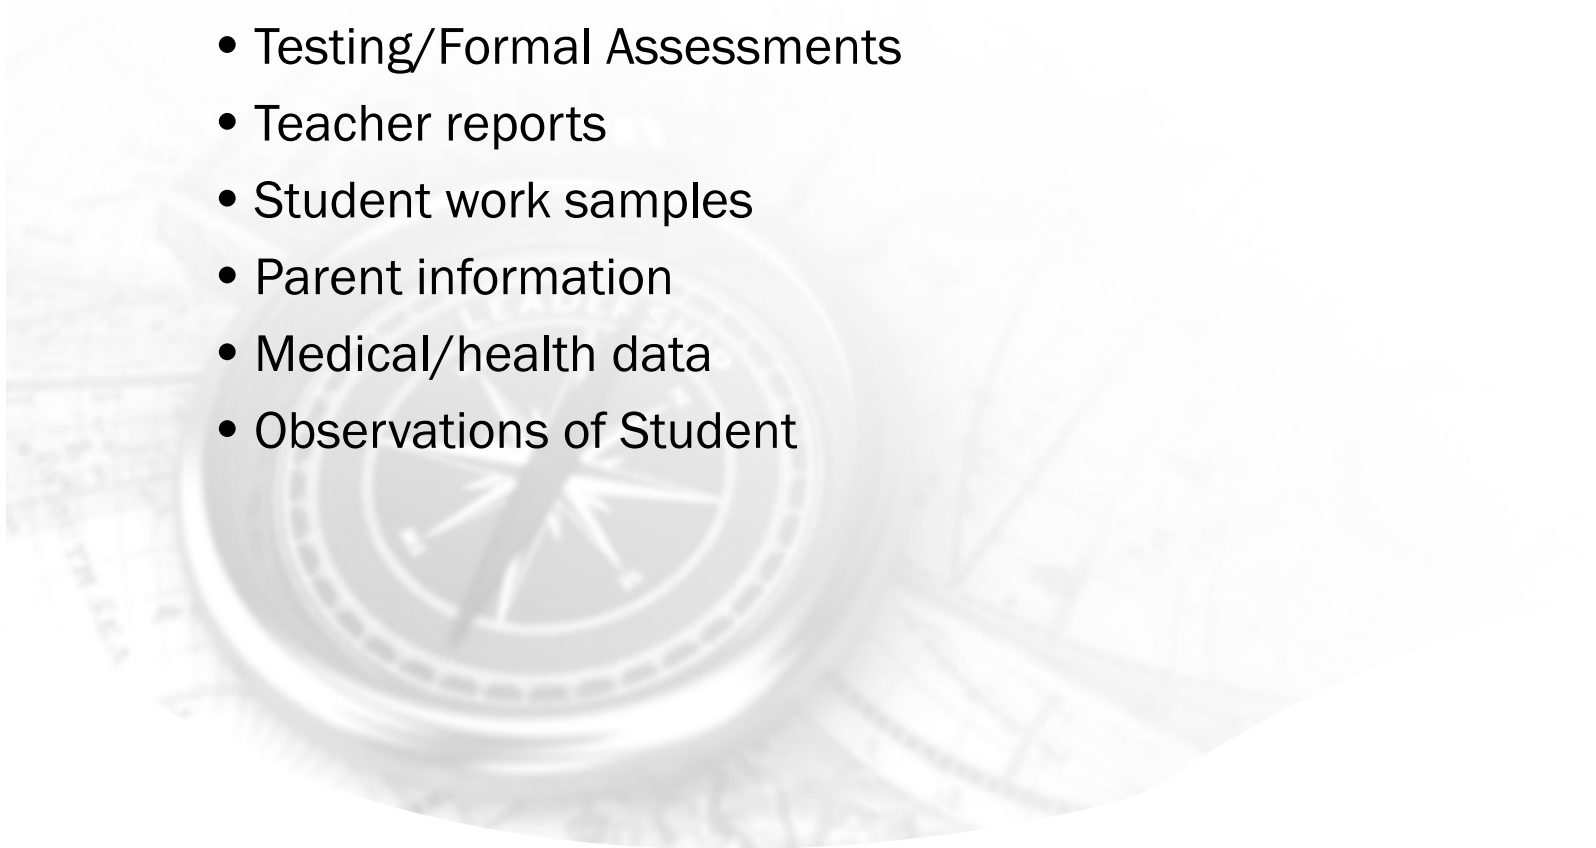 • Testing/Formal Assessments
• Teacher reports
• Student work samples
• Parent information
• Medical/health data
• Observations of Student